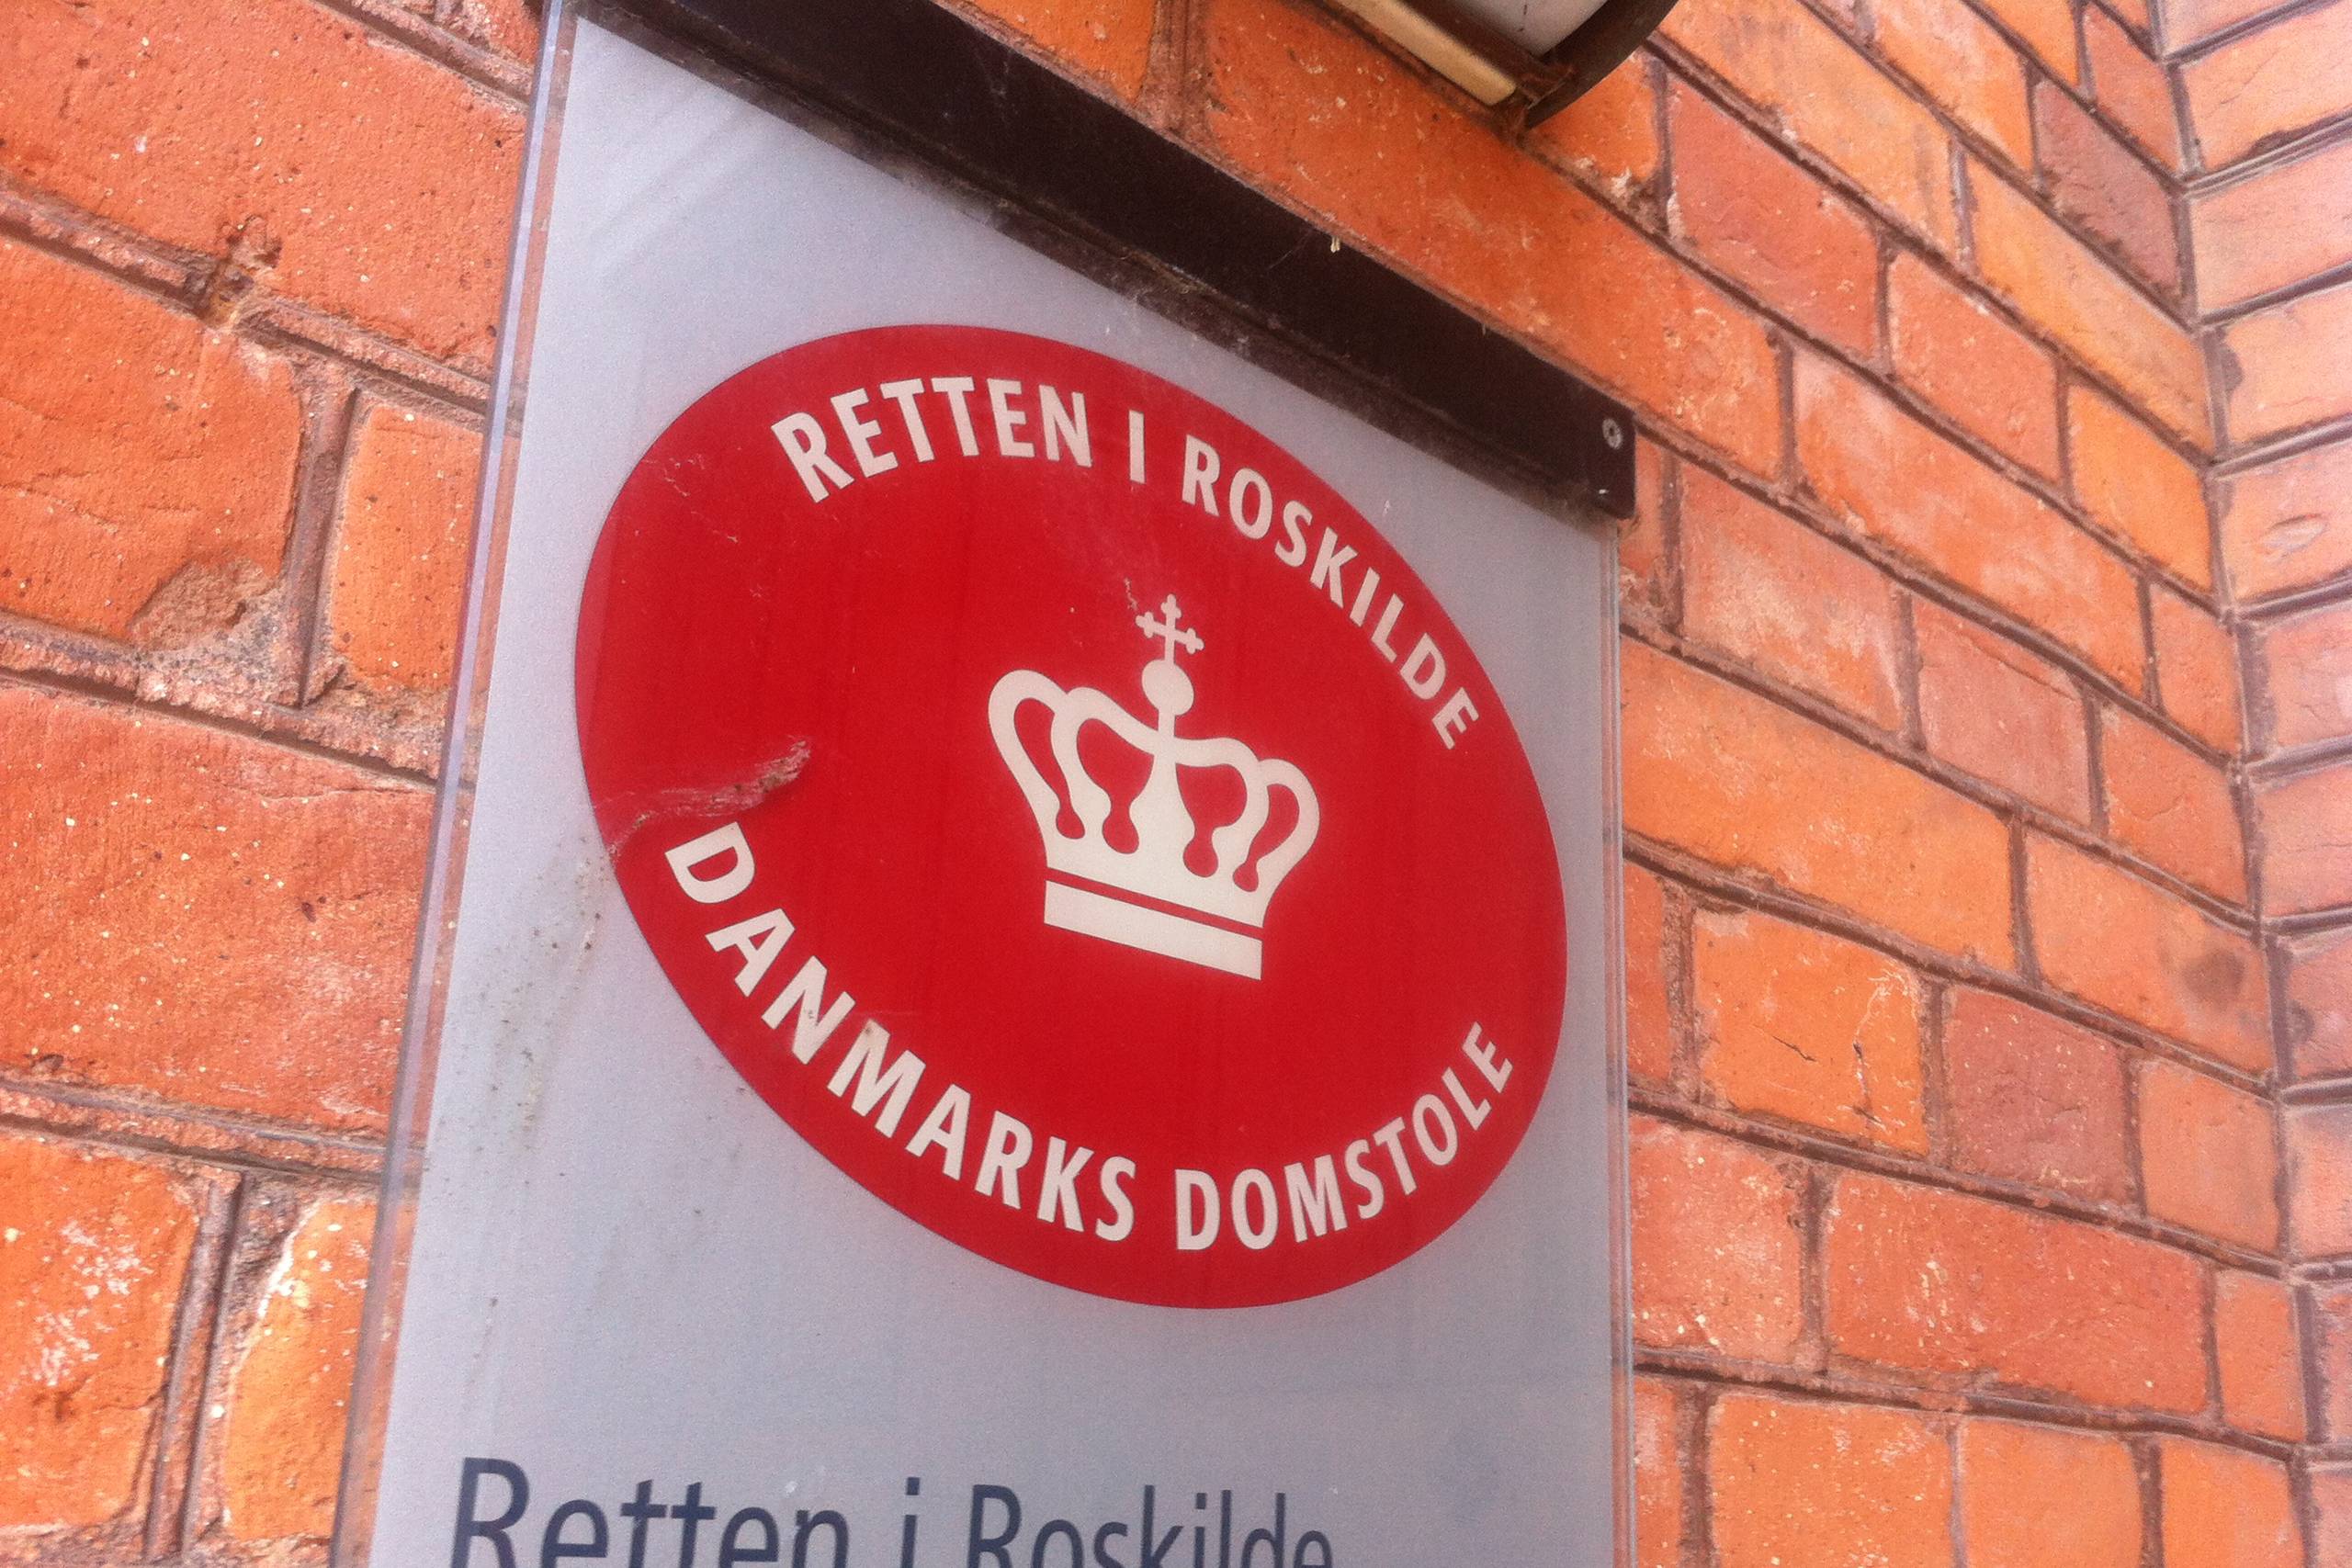 RETTEN I ROSKILDE
DANMARKS DOMSTOLE
Retten i Roskilde